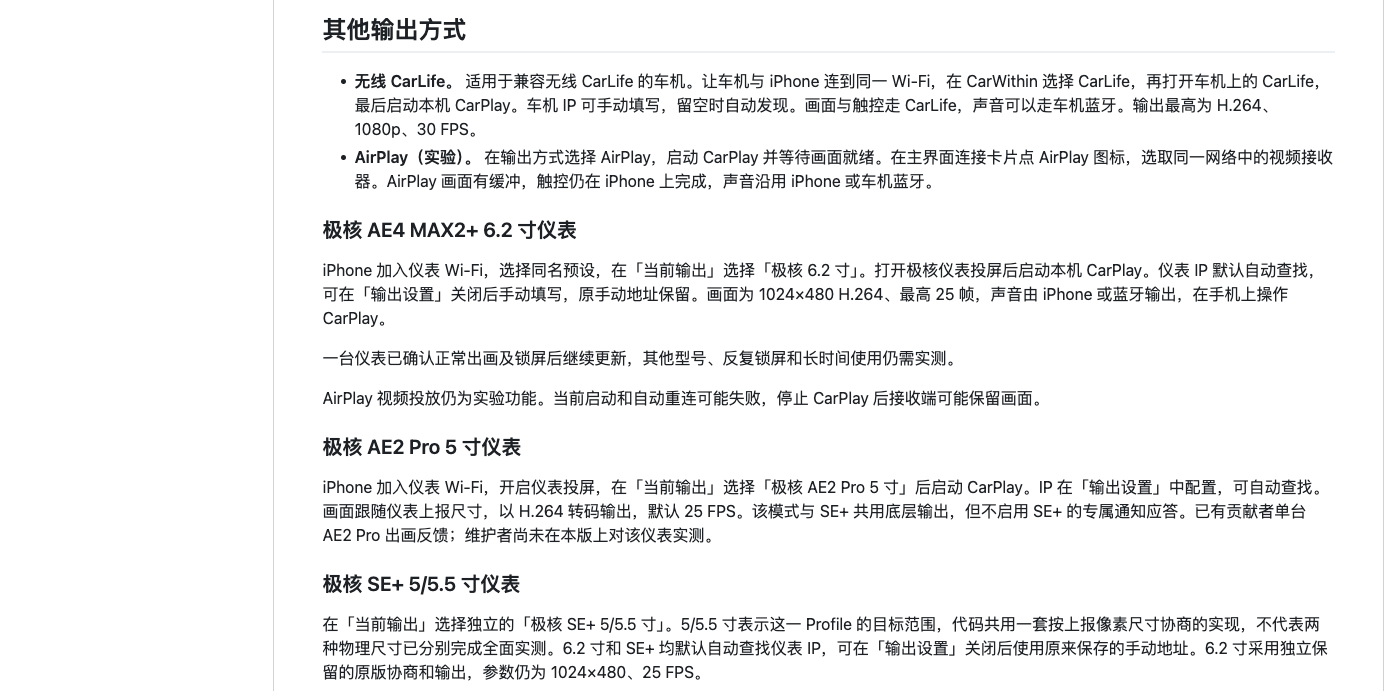 其他输出方式
• 无线 CarLife。 适用于兼容无线 CarLife 的车机。让车机与 iPhone 连到同一 Wi-Fi，在 CarWithin 选择 CarLife，再打开车机上的 CarLife，
最后启动本机 CarPlay。车机 IP 可手动填写，留空时自动发现。画面与触控走 CarLife，声音可以走车机蓝牙。输出最高为 H.264、
1080p、30 FPS。
• AirPlay（实验）。 在输出方式选择 AirPlay，启动 CarPlay 并等待画面就绪。在主界面连接卡片点 AirPlay 图标，选取同一网络中的视频接收
器。AirPlay 画面有缓冲，触控仍在 iPhone 上完成，声音沿用 iPhone 或车机蓝牙。
极核 AE4 MAX2+ 6.2 寸仪表
iPhone 加入仪表 Wi-Fi，选择同名预设，在「当前输出」选择「极核 6.2 寸」。打开极核仪表投屏后启动本机 CarPlay。仪表 IP 默认自动查找，
可在「输出设置」关闭后手动填写，原手动地址保留。画面为 1024×480 H.264、最高 25 帧，声音由 iPhone 或蓝牙输出，在手机上操作
CarPlay。
一台仪表已确认正常出画及锁屏后继续更新，其他型号、反复锁屏和长时间使用仍需实测。
AirPlay 视频投放仍为实验功能。当前启动和自动重连可能失败，停止 CarPlay 后接收端可能保留画面。
极核 AE2 Pro 5 寸仪表
iPhone 加入仪表 Wi-Fi，开启仪表投屏，在「当前输出」选择「极核 AE2 Pro 5 寸」后启动 CarPlay。IP 在「输出设置」中配置，可自动查找。
画面跟随仪表上报尺寸，以 H.264 转码输出，默认 25 FPS。该模式与 SE+ 共用底层输出，但不启用 SE+ 的专属通知应答。已有贡献者单台
AE2 Pro 出画反馈；维护者尚未在本版上对该仪表实测。
极核 SE+ 5/5.5 寸仪表
在「当前输出」选择独立的「极核 SE+ 5/5.5 寸」。5/5.5 寸表示这一 Profile 的目标范围，代码共用一套按上报像素尺寸协商的实现，不代表两
种物理尺寸已分别完成全面实测。6.2 寸和 SE+ 均默认自动查找仪表 IP，可在「输出设置」关闭后使用原来保存的手动地址。6.2 寸采用独立保
留的原版协商和输出，参数仍为 1024×480、25 FPS。